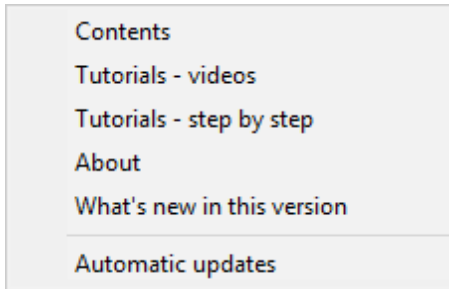 Contents
Tutorials - videos
Tutorials - step by step
About
What's new in this version
Automatic updates